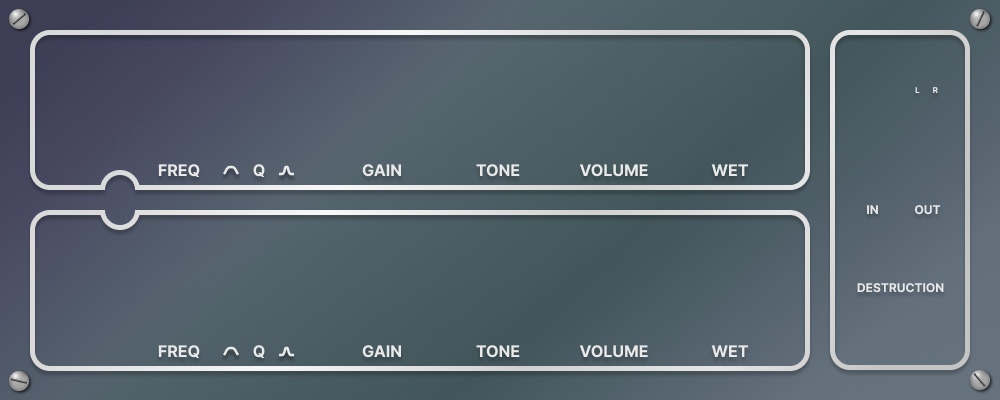 L R
FREQ Q GAIN TONE VOLUME WET
IN OUT
DESTRUCTION
FREQ Q GAIN TONE VOLUME WET